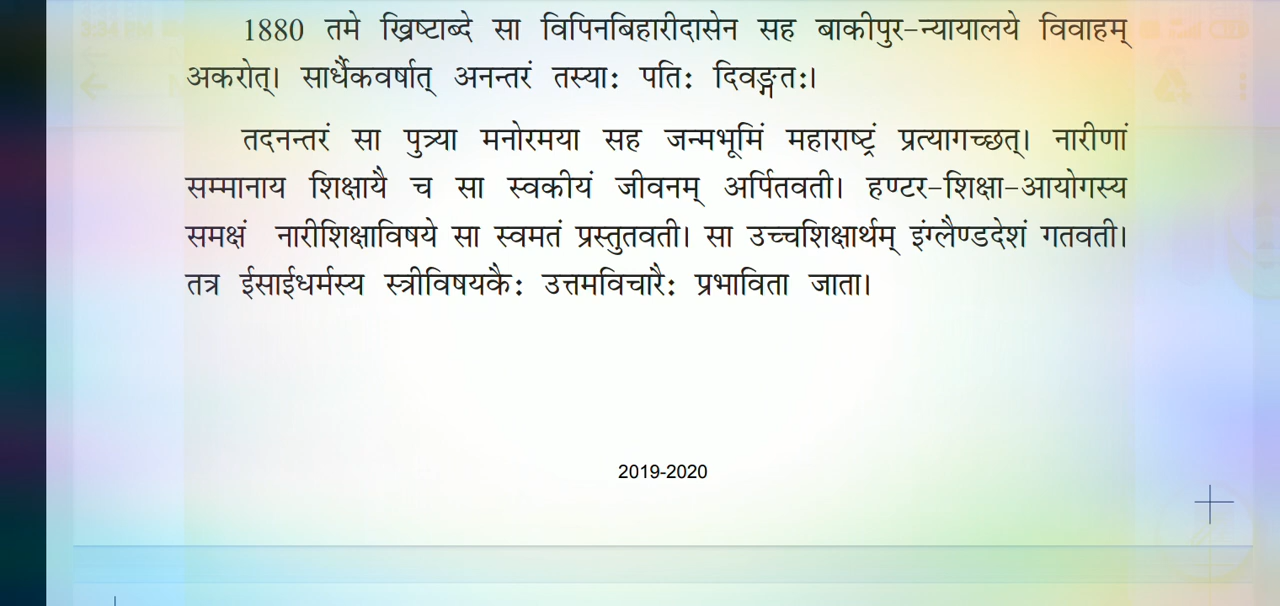 1880 तमे ख्रिष्टाब्दे सा विपिनबिहारीदासेन सह बाकीपुर-न्यायालये विवाहम्
अकरोत्। सार्धैकवर्षात् अनन्तरं तस्याः पतिः दिवङ्गतः।
तदनन्तरं सा पुत्र्या मनोरमया सह जन्मभूमिं महाराष्ट्रं प्रत्यागच्छत्। नारीणां
सम्मानाय शिक्षायै च सा स्वकीयं जीवनम् अर्पितवती। हण्टर-शिक्षा-आयोगस्य
समक्षं नारीशिक्षाविषये सा स्वमतं प्रस्तुतवती। सा उच्चशिक्षार्थम् इंग्लैण्डदेशं गतवती।
तत्र ईसाईधर्मस्य स्त्रीविषयकैः उत्तमविचारैः प्रभाविता जाता।
2019-2020